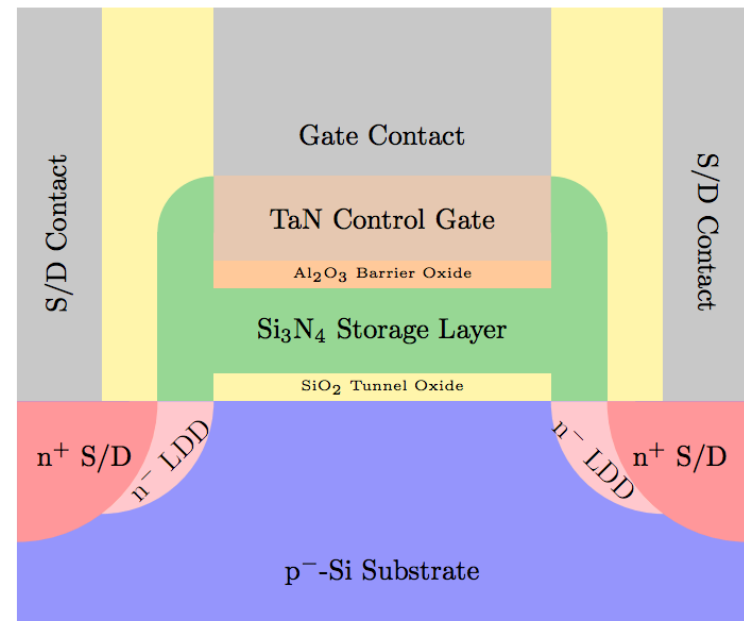 Gate Contact
S/D Contact
S/D Contact
TaN Control Gate
Al₂O₃ Barrier Oxide
Si₃N₄ Storage Layer
SiO₂ Tunnel Oxide
n⁺ S/D
n⁻ LDD
n⁻ LDD
n⁺ S/D
p⁻-Si Substrate